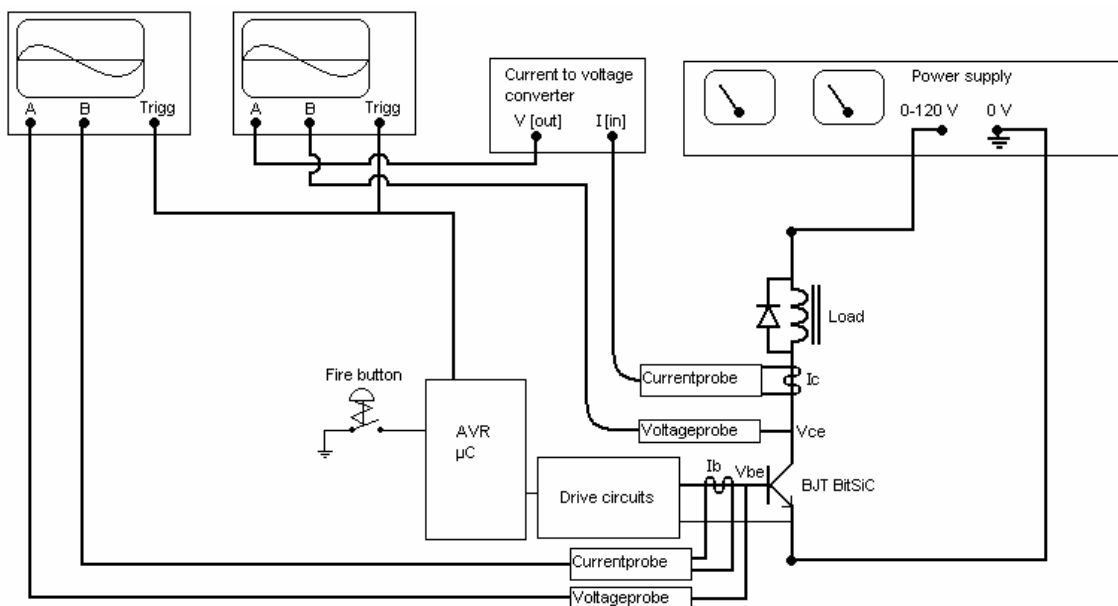 A
B
Trigg
A
B
Trigg
Current to voltage
converter
V [out]
I [in]
Power supply
0-120 V
0 V
Load
Currentprobe
Ic
Fire button
AVR
µC
Voltageprobe
Vce
Ib
Vbe
BJT BitSiC
Drive circuits
Currentprobe
Voltageprobe